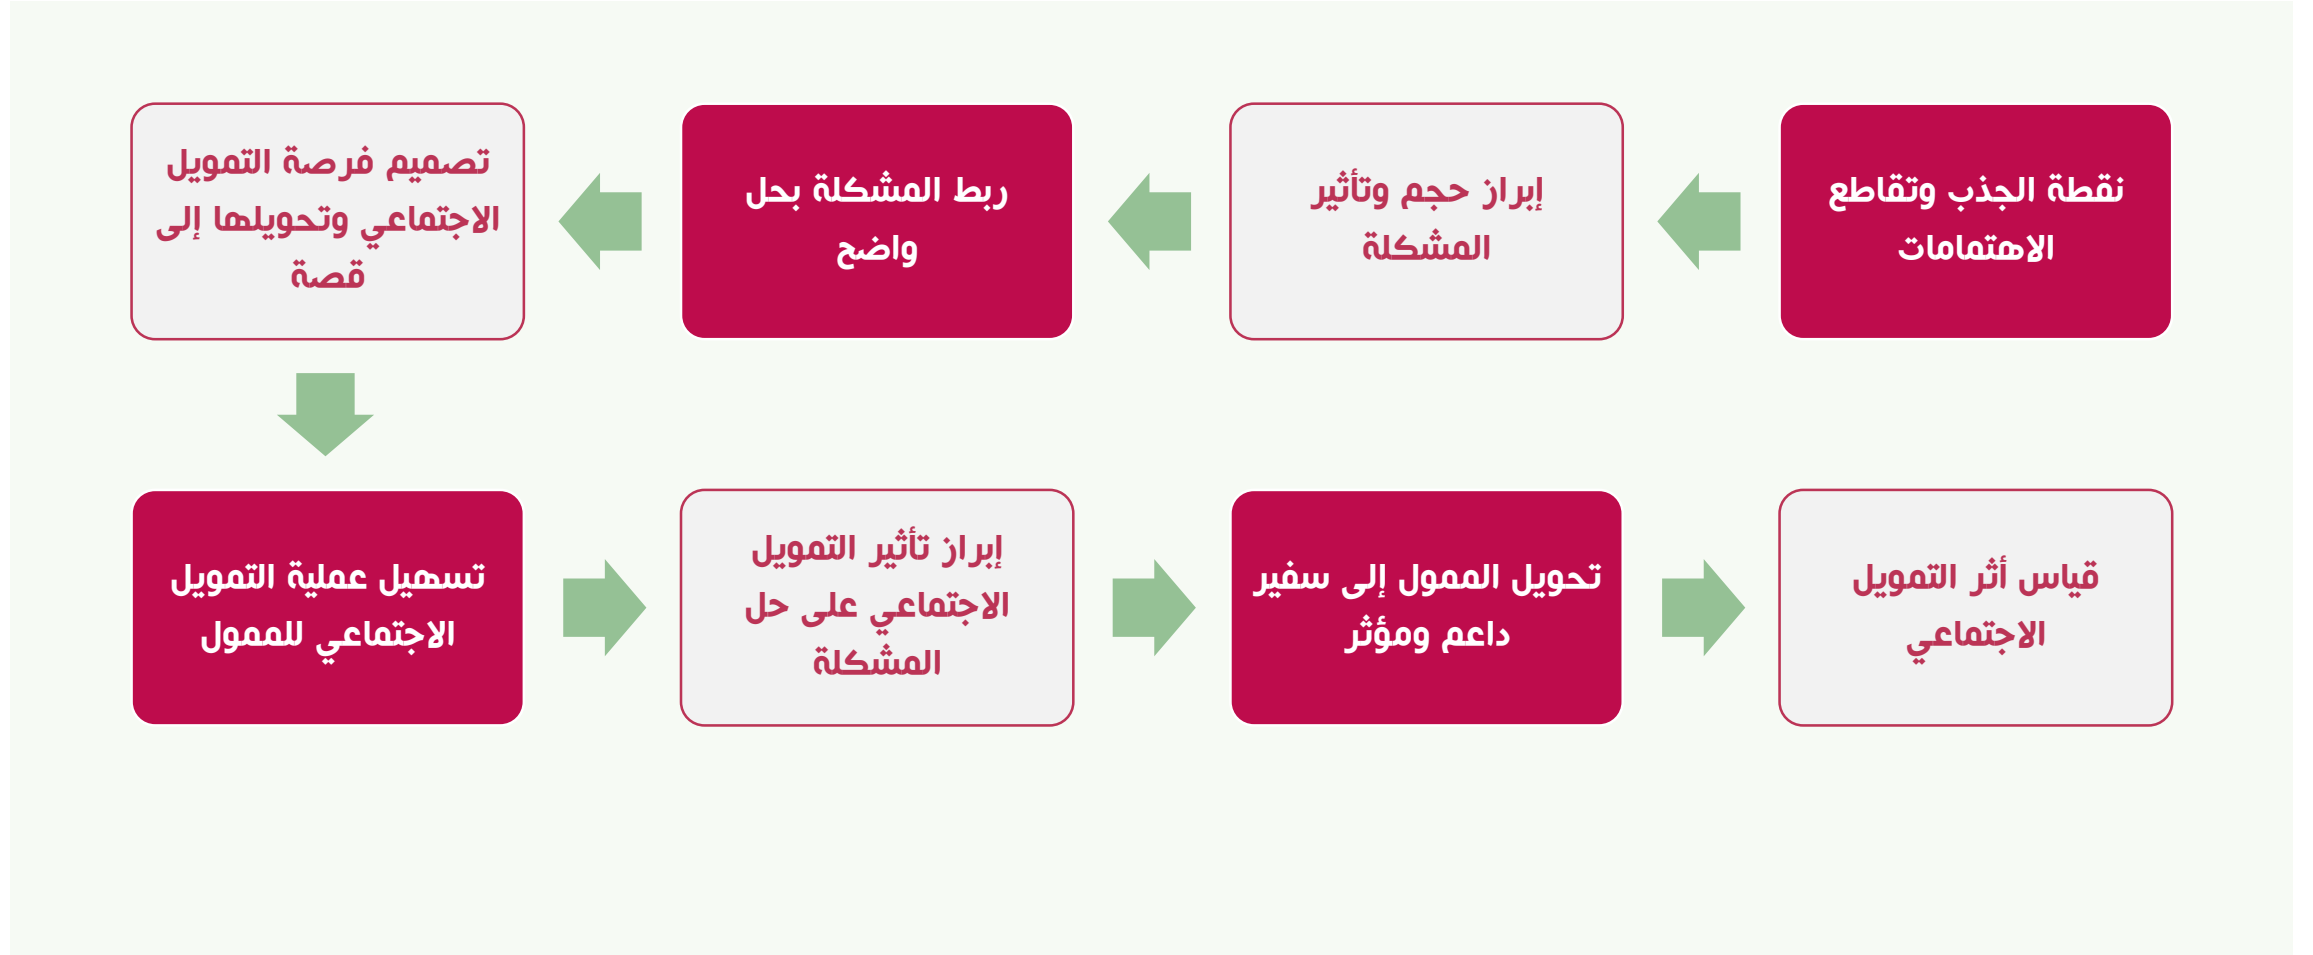 نقطة الجذب وتقاطع
الاهتمامات
إبراز حجم وتأثير
المشكلة
ربط المشكلة بحل
واضح
تصميم فرصة التمويل
الاجتماعي وتحويلها إلى
قصة
تسهيل عملية التمويل
الاجتماعي للممول
إبراز تأثير التمويل
الاجتماعي على حل
المشكلة
تحويل الممول إلى سفير
داعم ومؤثر
قياس أثر التمويل
الاجتماعي